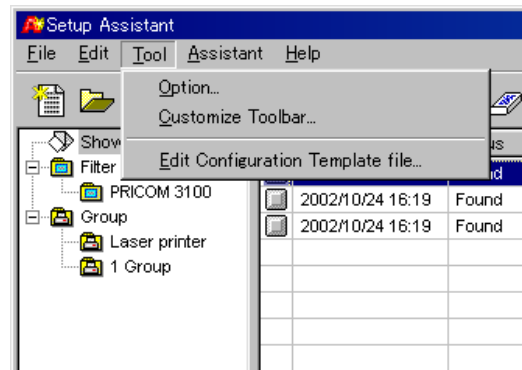 Setup Assistant
File Edit Tool Assistant Help
Option...
Customize Toolbar...
Edit Configuration Template file...
Show
Filter
PRICOM 3100
Group
Laser printer
1 Group
2002/10/24 16:19 Found
2002/10/24 16:19 Found